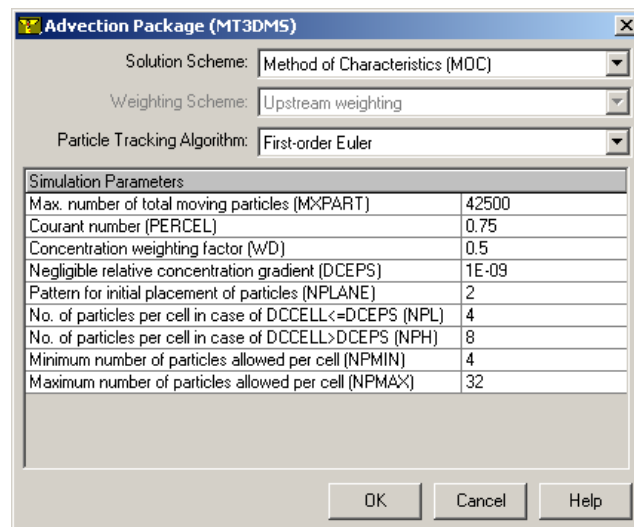 Advection Package (MT3DMS)
Solution Scheme: Method of Characteristics (MOC)
Weighting Scheme: Upstream weighting
Particle Tracking Algorithm: First-order Euler
Simulation Parameters
Max. number of total moving particles (MXPART) 42500
Courant number (PERCEL) 0.75
Concentration weighting factor (WD) 0.5
Negligible relative concentration gradient (DCEPS) 1E-09
Pattern for initial placement of particles (NPLANE) 2
No. of particles per cell in case of DCCELL<=DCEPS (NPL) 4
No. of particles per cell in case of DCCELL>DCEPS (NPH) 8
Minimum number of particles allowed per cell (NPMIN) 4
Maximum number of particles allowed per cell (NPMAX) 32
OK Cancel Help